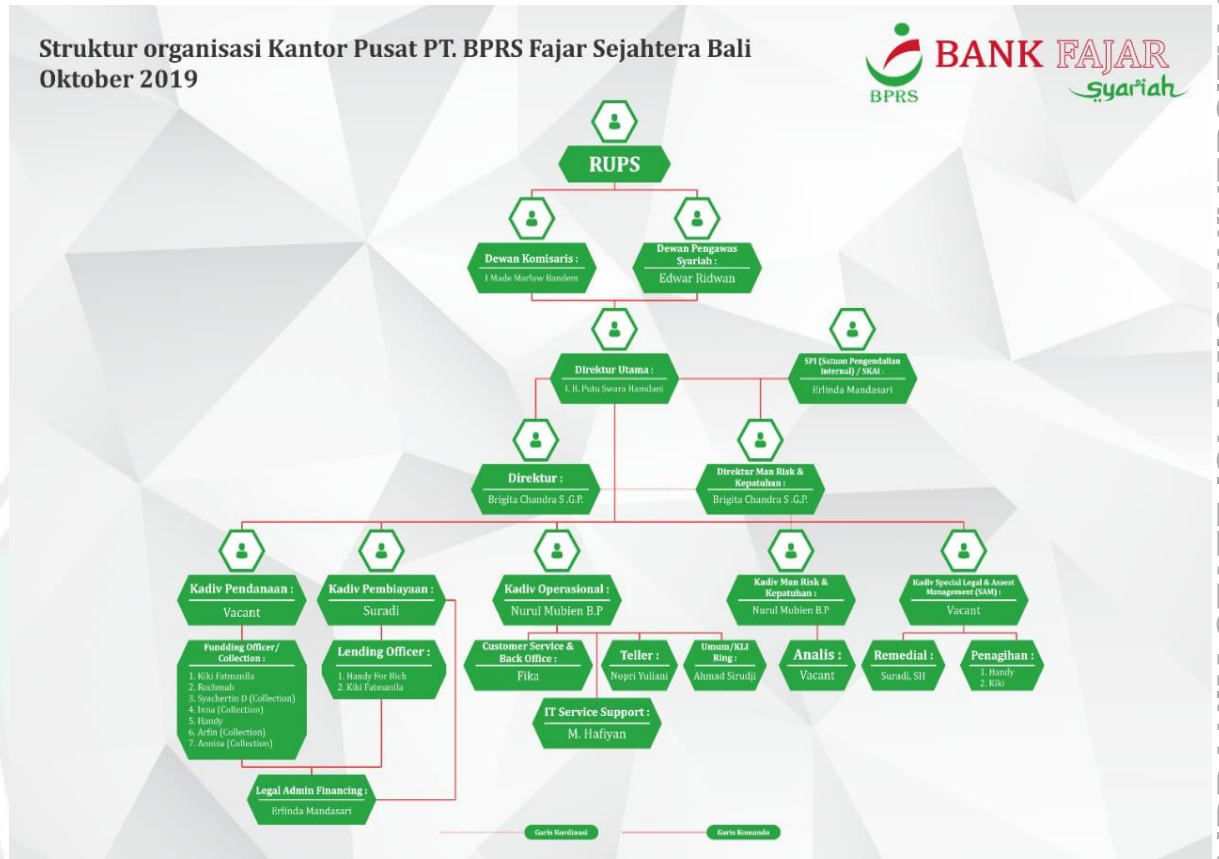 Struktur organisasi Kantor Pusat PT. BPRS Fajar Sejahtera Bali
Oktober 2019
BANK FAJAR
Syariah
BPRS
RUPS
Dewan Komisaris :
I Made Marlow Bandem
Dewan Pengawas
Syariah :
Edwar Ridwan
Direktur Utama :
I. B. Putu Swara Hamdani
SPI (Satuan Pengendalian
Internal) / SKAI :
Erlinda Mandasari
Direktur :
Brigita Chandra S .G.P.
Direktur Man Risk &
Kepatuhan :
Brigita Chandra S .G.P.
Kadiv Pendanaan :
Vacant
Kadiv Pembiayaan :
Suradi
Kadiv Operasional :
Nurul Mubien B.P
Kadiv Man Risk &
Kepatuhan :
Nurul Mubien B.P
Kadiv Special Legal & Assest
Management (SAM) :
Vacant
Fundding Officer/
Collection :
1. Kiki Fatmanila
2. Rochmah
3. Syachertin D (Collection)
4. Inna (Collection)
5. Handy
6. Arfin (Collection)
7. Annisa (Collection)
Lending Officer :
1. Handy For Rich
2. Kiki Fatmanila
Customer Service &
Back Office :
Fika
Teller :
Nopri Yuliani
Umum/KLI
Ring :
Ahmad Sirudji
Analis :
Vacant
Remedial :
Suradi, SH
Penagihan :
1. Handy
2. Kiki
IT Service Support :
M. Hafiyan
Legal Admin Financing :
Erlinda Mandasari
Garis Kordinasi
Garis Komando